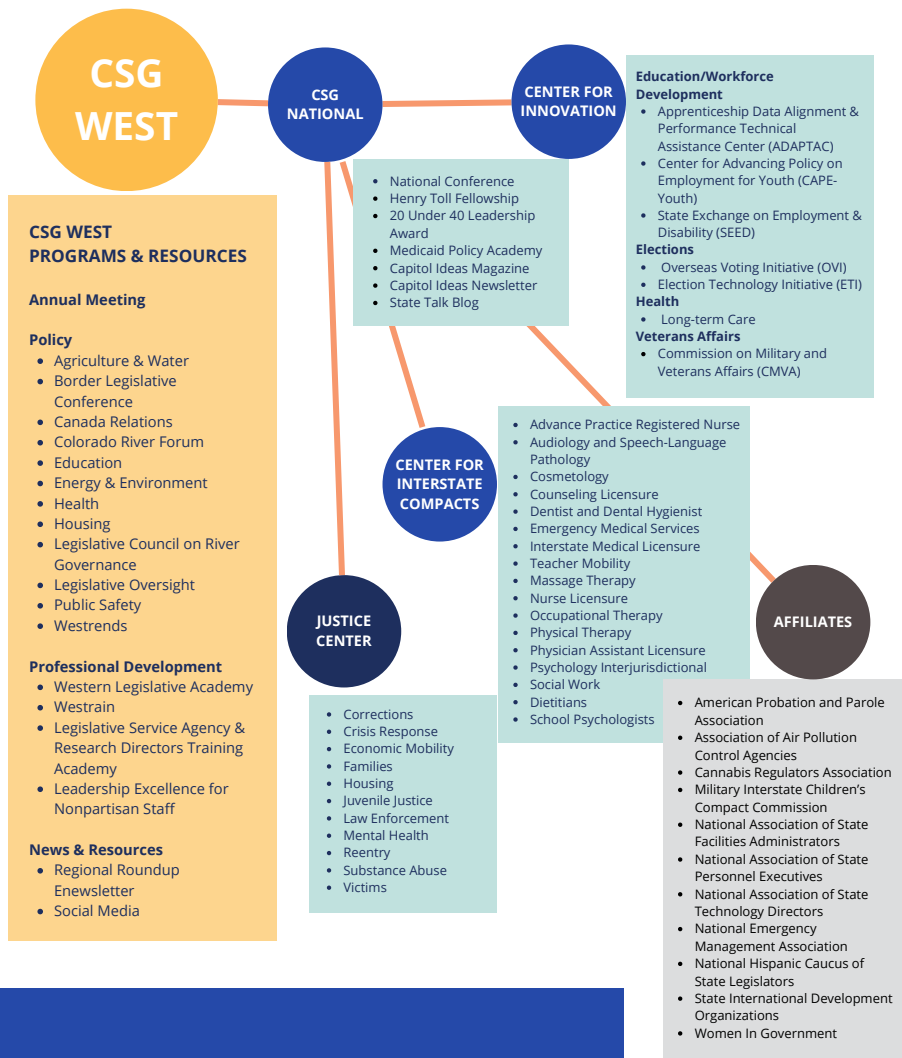 CSG
WEST
CSG
NATIONAL
CENTER FOR
INNOVATION
Education/Workforce
Development
• Apprenticeship Data Alignment &
Performance Technical
Assistance Center (ADAPTAC)
• Center for Advancing Policy on
Employment for Youth (CAPE-
Youth)
• State Exchange on Employment &
Disability (SEED)
Elections
• Overseas Voting Initiative (OVI)
• Election Technology Initiative (ETI)
Health
• Long-term Care
Veterans Affairs
• Commission on Military and
Veterans Affairs (CMVA)
• National Conference
• Henry Toll Fellowship
• 20 Under 40 Leadership
Award
• Medicaid Policy Academy
• Capitol Ideas Magazine
• Capitol Ideas Newsletter
• State Talk Blog
CSG WEST
PROGRAMS & RESOURCES
Annual Meeting
Policy
• Agriculture & Water
• Border Legislative
Conference
• Canada Relations
• Colorado River Forum
• Education
• Energy & Environment
• Health
• Housing
• Legislative Council on River
Governance
• Legislative Oversight
• Public Safety
• Westrends
Professional Development
• Western Legislative Academy
• Westrain
• Legislative Service Agency &
Research Directors Training
Academy
• Leadership Excellence for
Nonpartisan Staff
News & Resources
• Regional Roundup
Enewsletter
• Social Media
CENTER FOR
INTERSTATE
COMPACTS
• Advance Practice Registered Nurse
• Audiology and Speech-Language
Pathology
• Cosmetology
• Counseling Licensure
• Dentist and Dental Hygienist
• Emergency Medical Services
• Interstate Medical Licensure
• Teacher Mobility
• Massage Therapy
• Nurse Licensure
• Occupational Therapy
• Physical Therapy
• Physician Assistant Licensure
• Psychology Interjurisdictional
• Social Work
• Dietitians
• School Psychologists
JUSTICE
CENTER
• Corrections
• Crisis Response
• Economic Mobility
• Families
• Housing
• Juvenile Justice
• Law Enforcement
• Mental Health
• Reentry
• Substance Abuse
• Victims
AFFILIATES
• American Probation and Parole
Association
• Association of Air Pollution
Control Agencies
• Cannabis Regulators Association
• Military Interstate Children's
Compact Commission
• National Association of State
Facilities Administrators
• National Association of State
Personnel Executives
• National Association of State
Technology Directors
• National Emergency
Management Association
• National Hispanic Caucus of
State Legislators
• State International Development
Organizations
• Women In Government